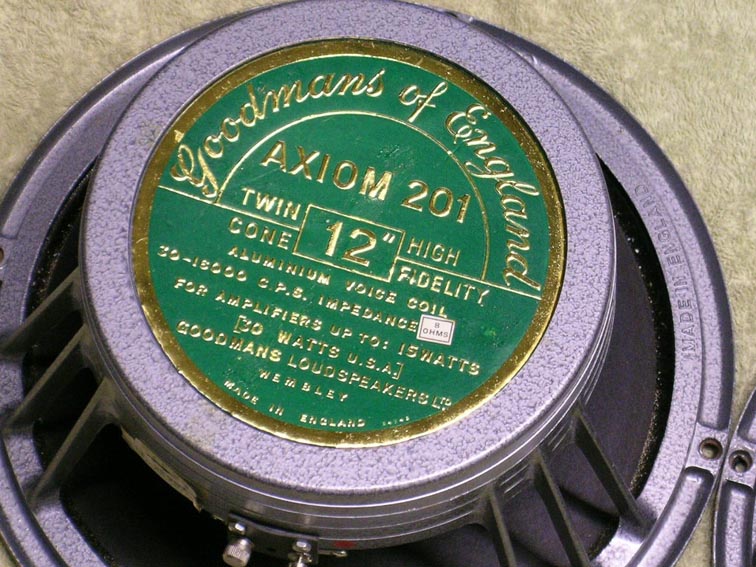 Goodmans of England
AXIOM 201
TWIN CONE
12"
HIGH FIDELITY
ALUMINIUM VOICE COIL
30-16000 C.P.S. IMPEDANCE 8 OHMS
FOR AMPLIFIERS UP TO: 15 WATTS
[30 WATTS U.S.A]
GOODMANS LOUDSPEAKERS LTD
WEMBLEY
MADE IN ENGLAND
MADE IN ENGLAND